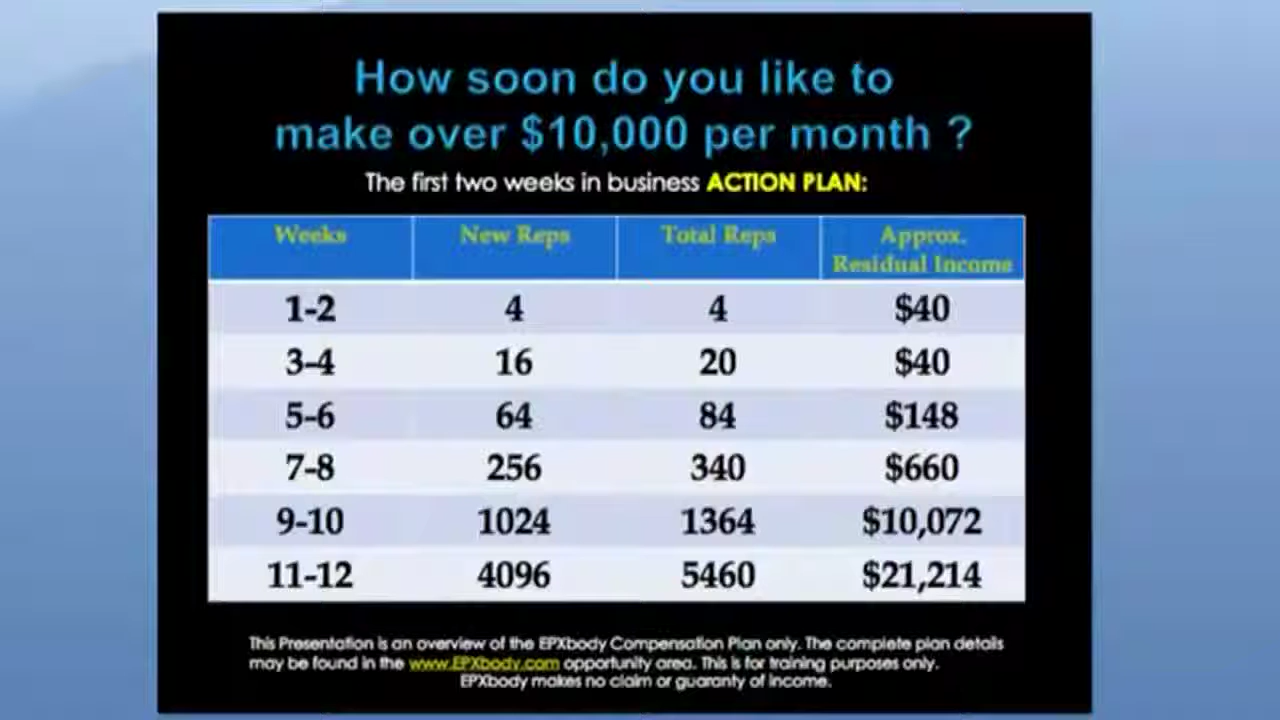 How soon do you like to
make over $10,000 per month ?
The first two weeks in business ACTION PLAN:
Weeks New Reps Total Reps Approx. Residual Income
1-2 4 4 $40
3-4 16 20 $40
5-6 64 84 $148
7-8 256 340 $660
9-10 1024 1364 $10,072
11-12 4096 5460 $21,214
This Presentation is an overview of the EPXbody Compensation Plan only. The complete plan details
may be found in the www.EPXbody.com opportunity area. This is for training purposes only.
EPXbody makes no claim or guaranty of income.